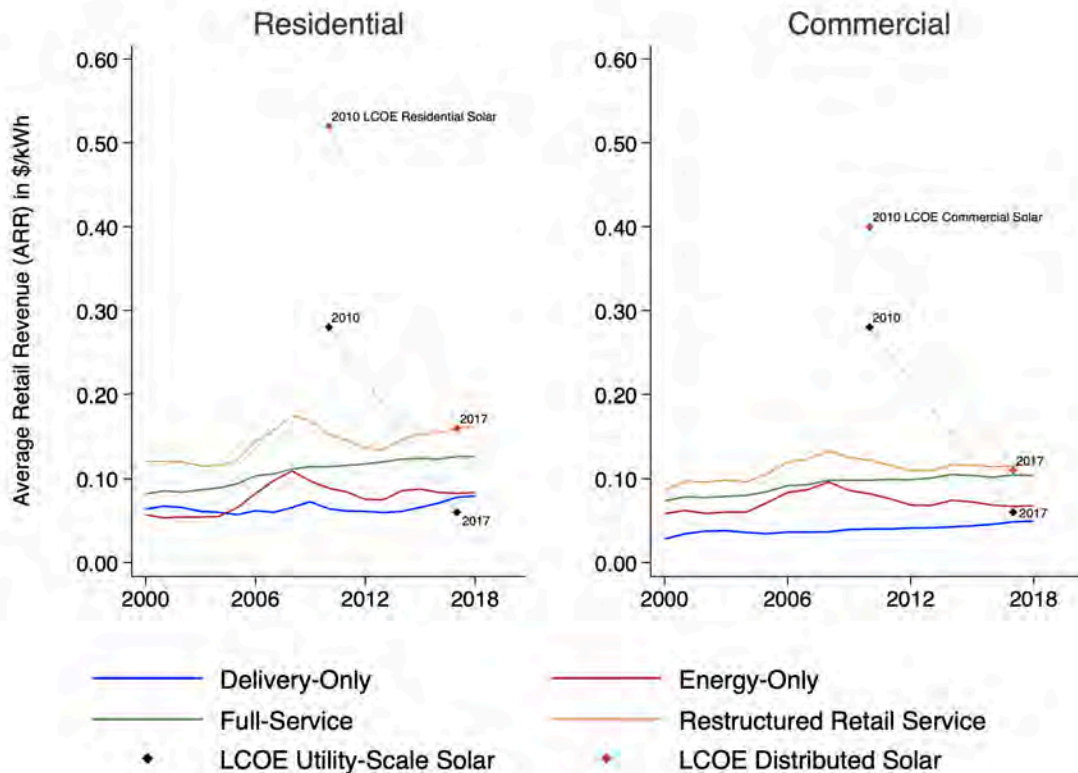 Residential
Commercial
Average Retail Revenue (ARR) in $/kWh
0.60
0.50
0.40
0.30
0.20
0.10
0.00
2010 LCOE Residential Solar
2010
2017
2017
2000
2006
2012
2018
0.60
0.50
0.40
0.30
0.20
0.10
0.00
2010 LCOE Commercial Solar
2010
2017
2017
2000
2006
2012
2018
Delivery-Only
Energy-Only
Full-Service
Restructured Retail Service
LCOE Utility-Scale Solar
LCOE Distributed Solar